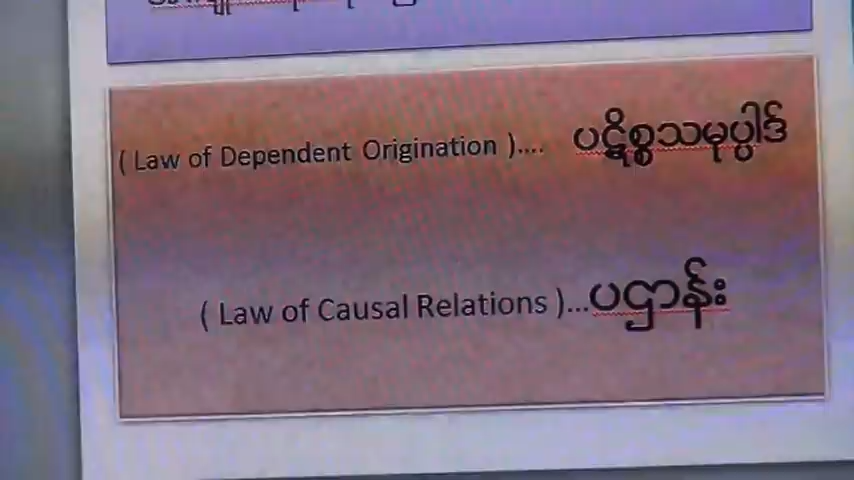 ( Law of Dependent Origination ).... ပဋိစ္စသမုပ္ပါဒ်
( Law of Causal Relations )...ပဌာန်း